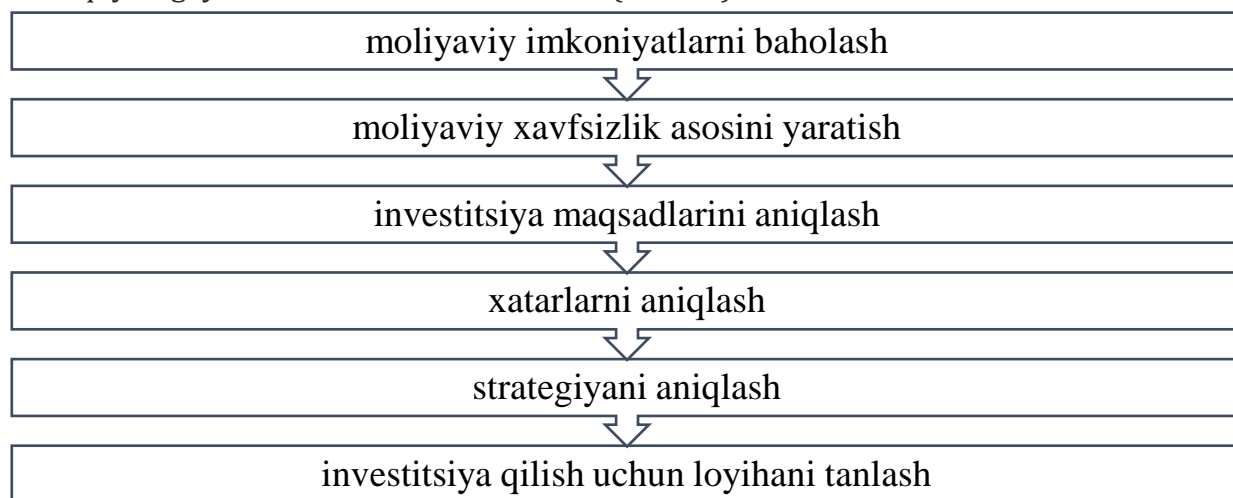 moliyaviy imkoniyatlarni baholash
moliyaviy xavfsizlik asosini yaratish
investitsiya maqsadlarini aniqlash
xatarlarni aniqlash
strategiyani aniqlash
investitsiya qilish uchun loyihani tanlash